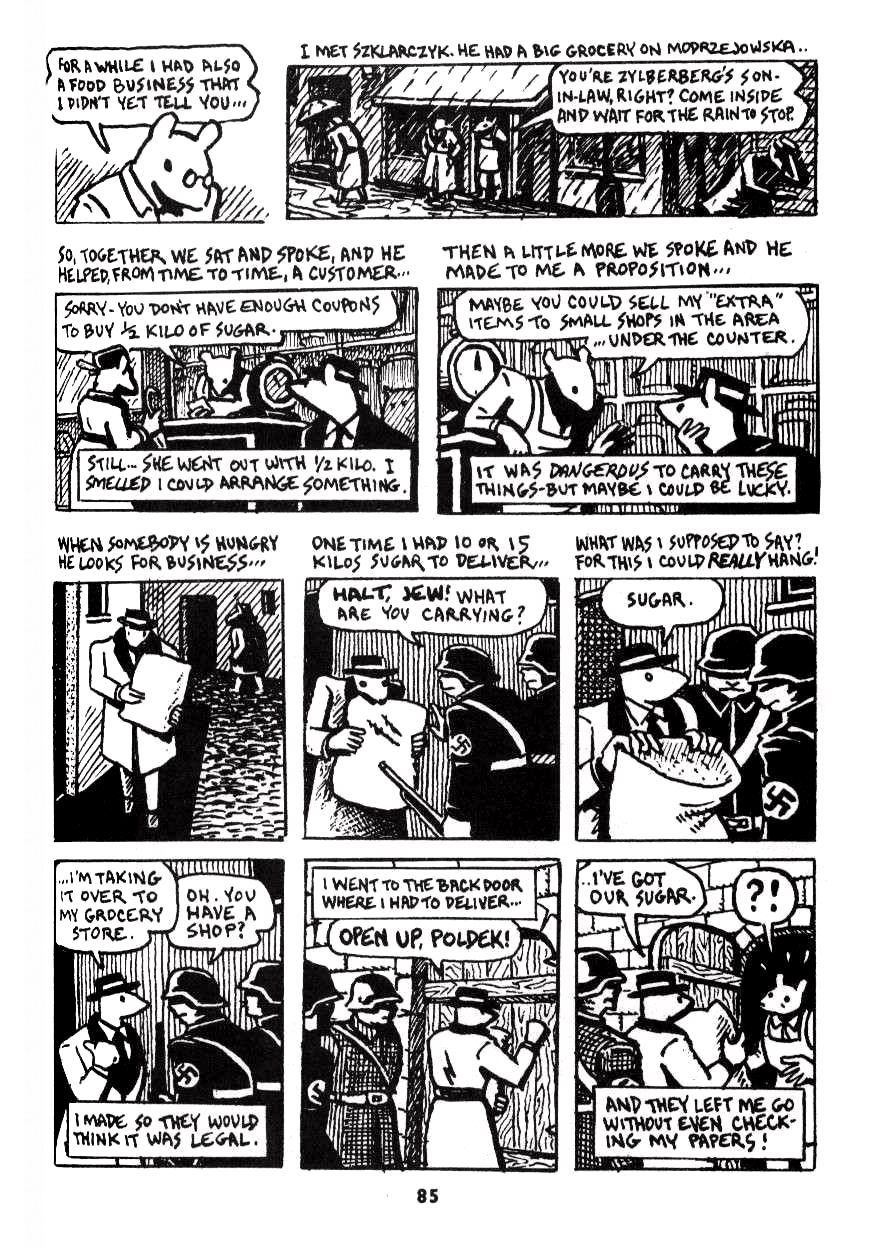 FOR A WHILE I HAD ALSO
A FOOD BUSINESS THAT
I DIDN'T YET TELL YOU...
I MET SZKLARCZYK. HE HAD A BIG GROCERY ON MODRZEJOWSKA..
YOU'RE ZYLBERBERG'S SON-
IN-LAW, RIGHT? COME INSIDE
AND WAIT FOR THE RAIN TO STOP.
SO, TOGETHER, WE SAT AND SPOKE, AND HE
HELPED, FROM TIME TO TIME, A CUSTOMER...
SORRY-YOU DON'T HAVE ENOUGH COUPONS
TO BUY ½ KILO OF SUGAR.
STILL... SHE WENT OUT WITH 1/2 KILO. I
SMELLED I COULD ARRANGE SOMETHING.
THEN A LITTLE MORE WE SPOKE AND HE
MADE TO ME A PROPOSITION...
MAYBE YOU COULD SELL MY "EXTRA"
ITEMS TO SMALL SHOPS IN THE AREA
...UNDER THE COUNTER.
IT WAS DANGEROUS TO CARRY THESE
THINGS-BUT MAYBE I COULD BE LUCKY.
WHEN SOMEBODY IS HUNGRY
HE LOOKS FOR BUSINESS...
ONE TIME I HAD 10 OR 15
KILOS SUGAR TO DELIVER...
HALT, JEW! WHAT
ARE YOU CARRYING?
WHAT WAS I SUPPOSED TO SAY?
FOR THIS I COULD REALLY HANG!
SUGAR.
...I'M TAKING
IT OVER TO
MY GROCERY
STORE.
OH. YOU
HAVE A
SHOP?
I MADE SO THEY WOULD
THINK IT WAS LEGAL.
I WENT TO THE BACK DOOR
WHERE I HAD TO DELIVER...
OPEN UP, POLDEK!
..I'VE GOT
OUR SUGAR.
?!
AND THEY LEFT ME GO
WITHOUT EVEN CHECK-
ING MY PAPERS!
85